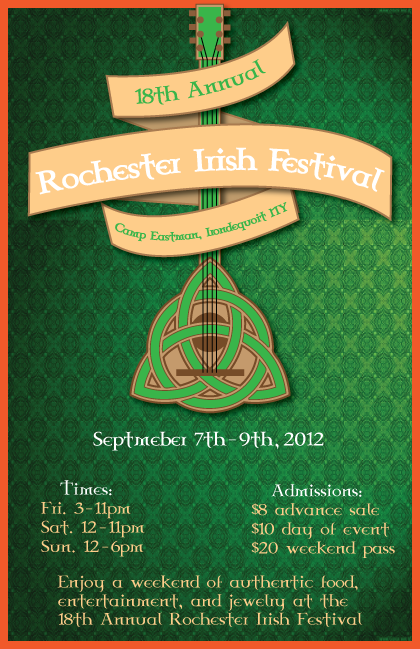 18th Annual
Rochester Irish Festival
Camp Eastman, Irondequoit NY
Septmeber 7th-9th, 2012
Times:
Fri. 3-11pm
Sat. 12-11pm
Sun. 12-6pm
Admissions:
$8 advance sale
$10 day of event
$20 weekend pass
Enjoy a weekend of authentic food,
entertainment, and jewelry at the
18th Annual Rochester Irish Festival